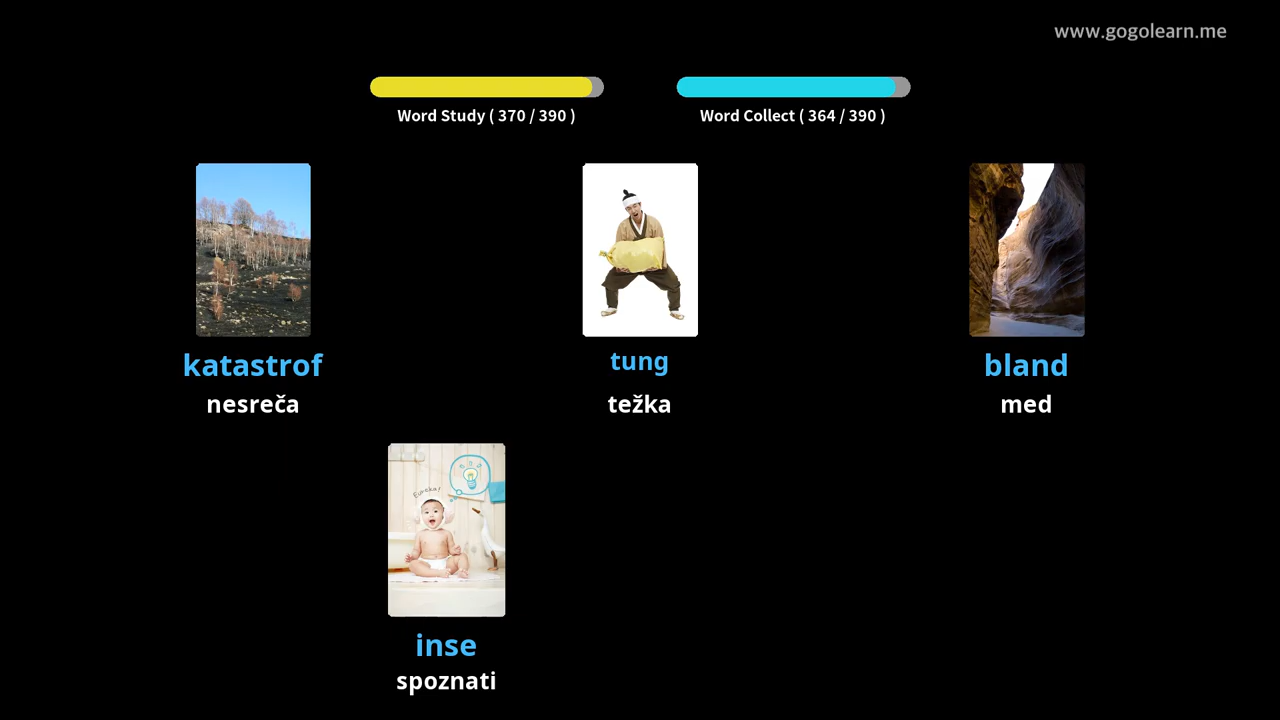 www.gogolearn.me
Word Study ( 370 / 390 )
Word Collect ( 364 / 390 )
katastrof
nesreča
tung
težka
bland
med
Eureka!
inse
spoznati